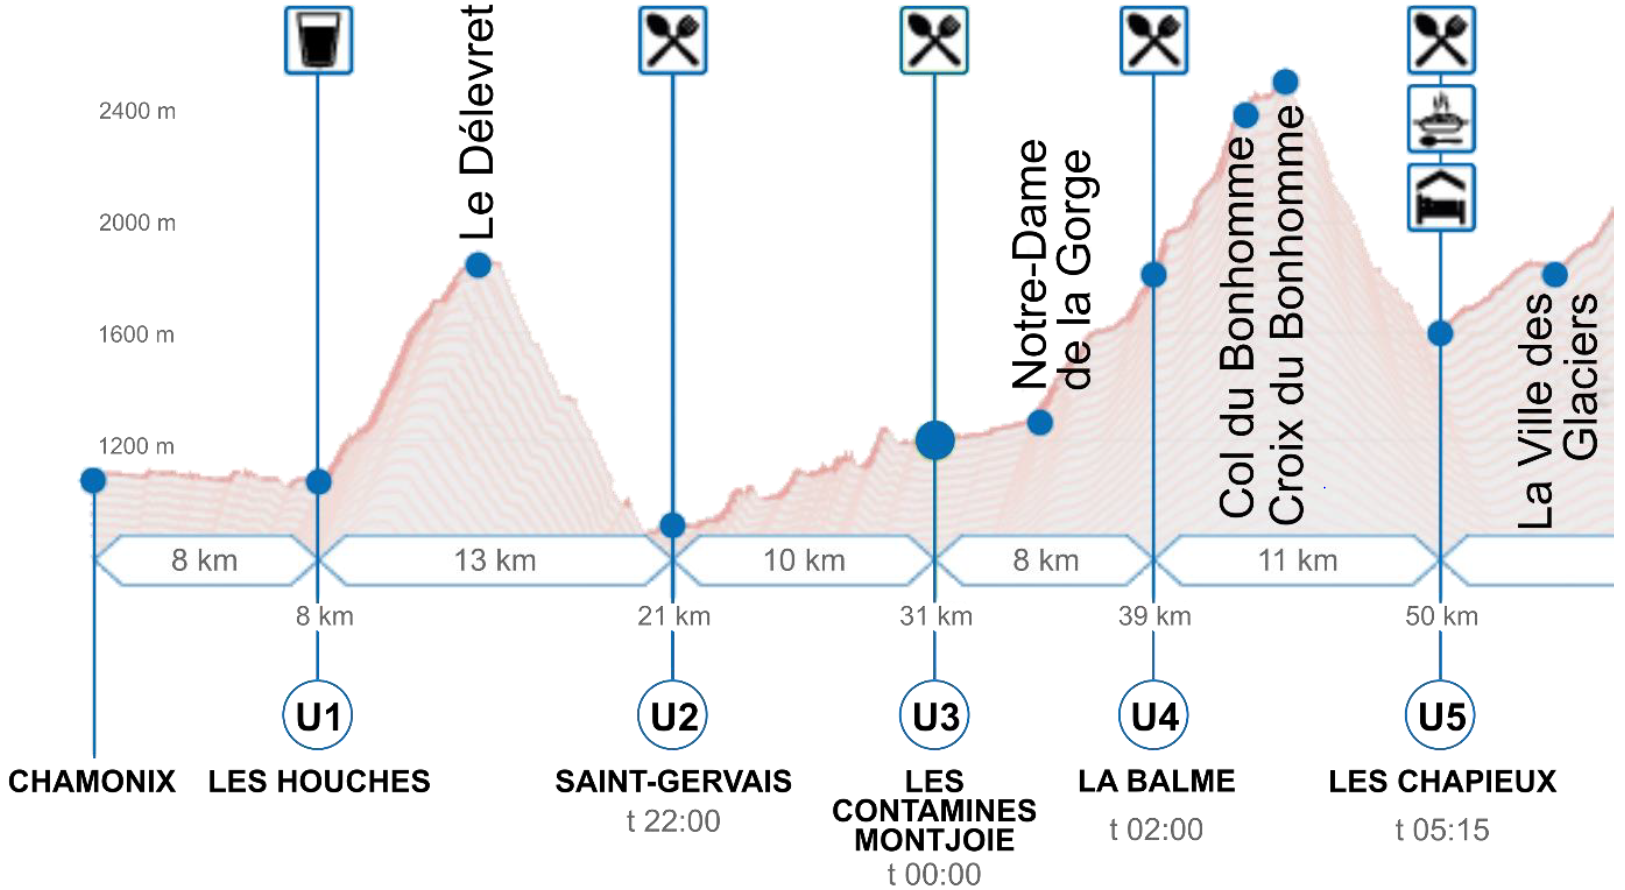 Le Délevret
2400 m
2000 m
1600 m
1200 m
Notre-Dame
de la Gorge
Col du Bonhomme
Croix du Bonhomme
La Ville des
Glaciers
8 km
13 km
10 km
8 km
11 km
8 km
21 km
31 km
39 km
50 km
U1
U2
U3
U4
U5
CHAMONIX
LES HOUCHES
SAINT-GERVAIS
t 22:00
LES
CONTAMINES
MONTJOIE
t 00:00
LA BALME
t 02:00
LES CHAPIEUX
t 05:15